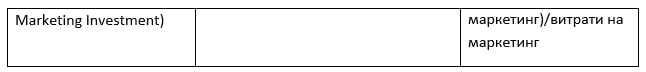 Marketing Investment)
маркетинг)/витрати на
маркетинг